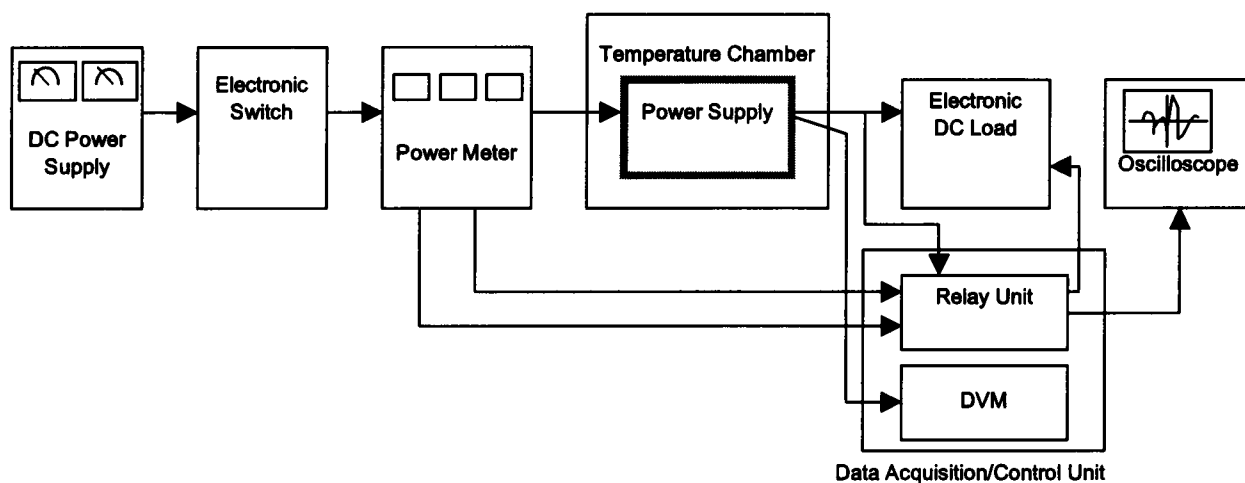 DC Power
Supply
Electronic
Switch
Power Meter
Temperature Chamber
Power Supply
Electronic
DC Load
Oscilloscope
Relay Unit
DVM
Data Acquisition/Control Unit